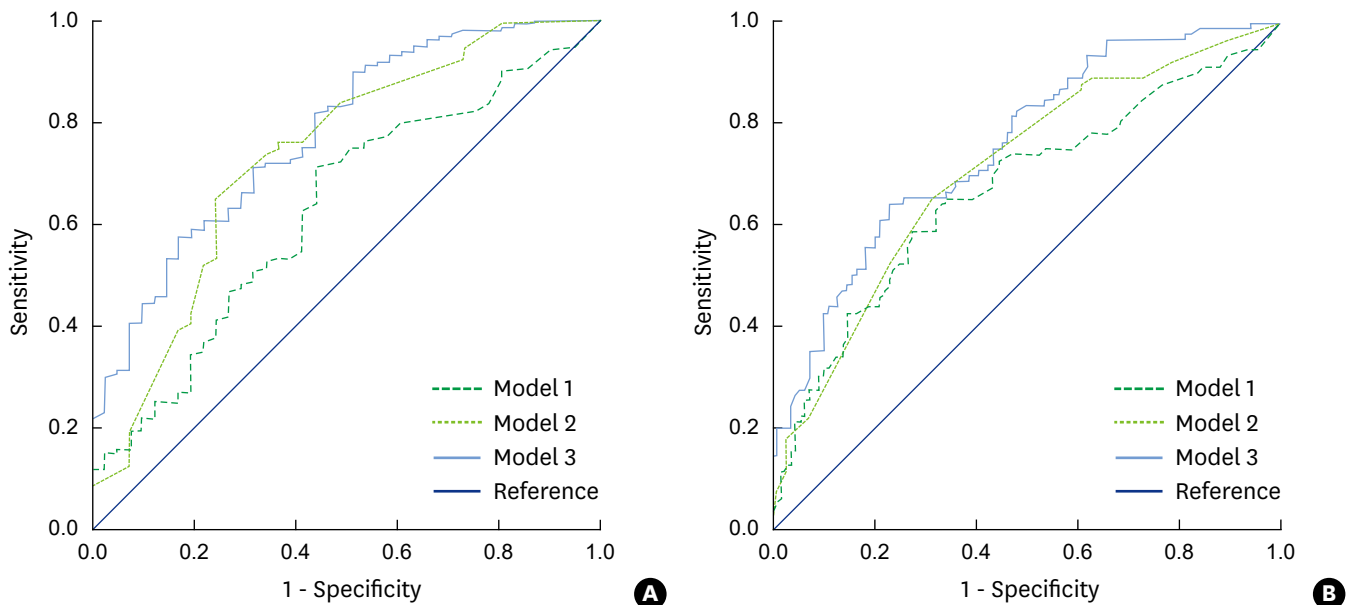 1.0
0.8
0.6
0.4
0.2
0.0
Sensitivity
0.0 0.2 0.4 0.6 0.8 1.0
1 - Specificity
Model 1
Model 2
Model 3
Reference
A
1.0
0.8
0.6
0.4
0.2
0.0
Sensitivity
0.0 0.2 0.4 0.6 0.8 1.0
1 - Specificity
Model 1
Model 2
Model 3
Reference
B